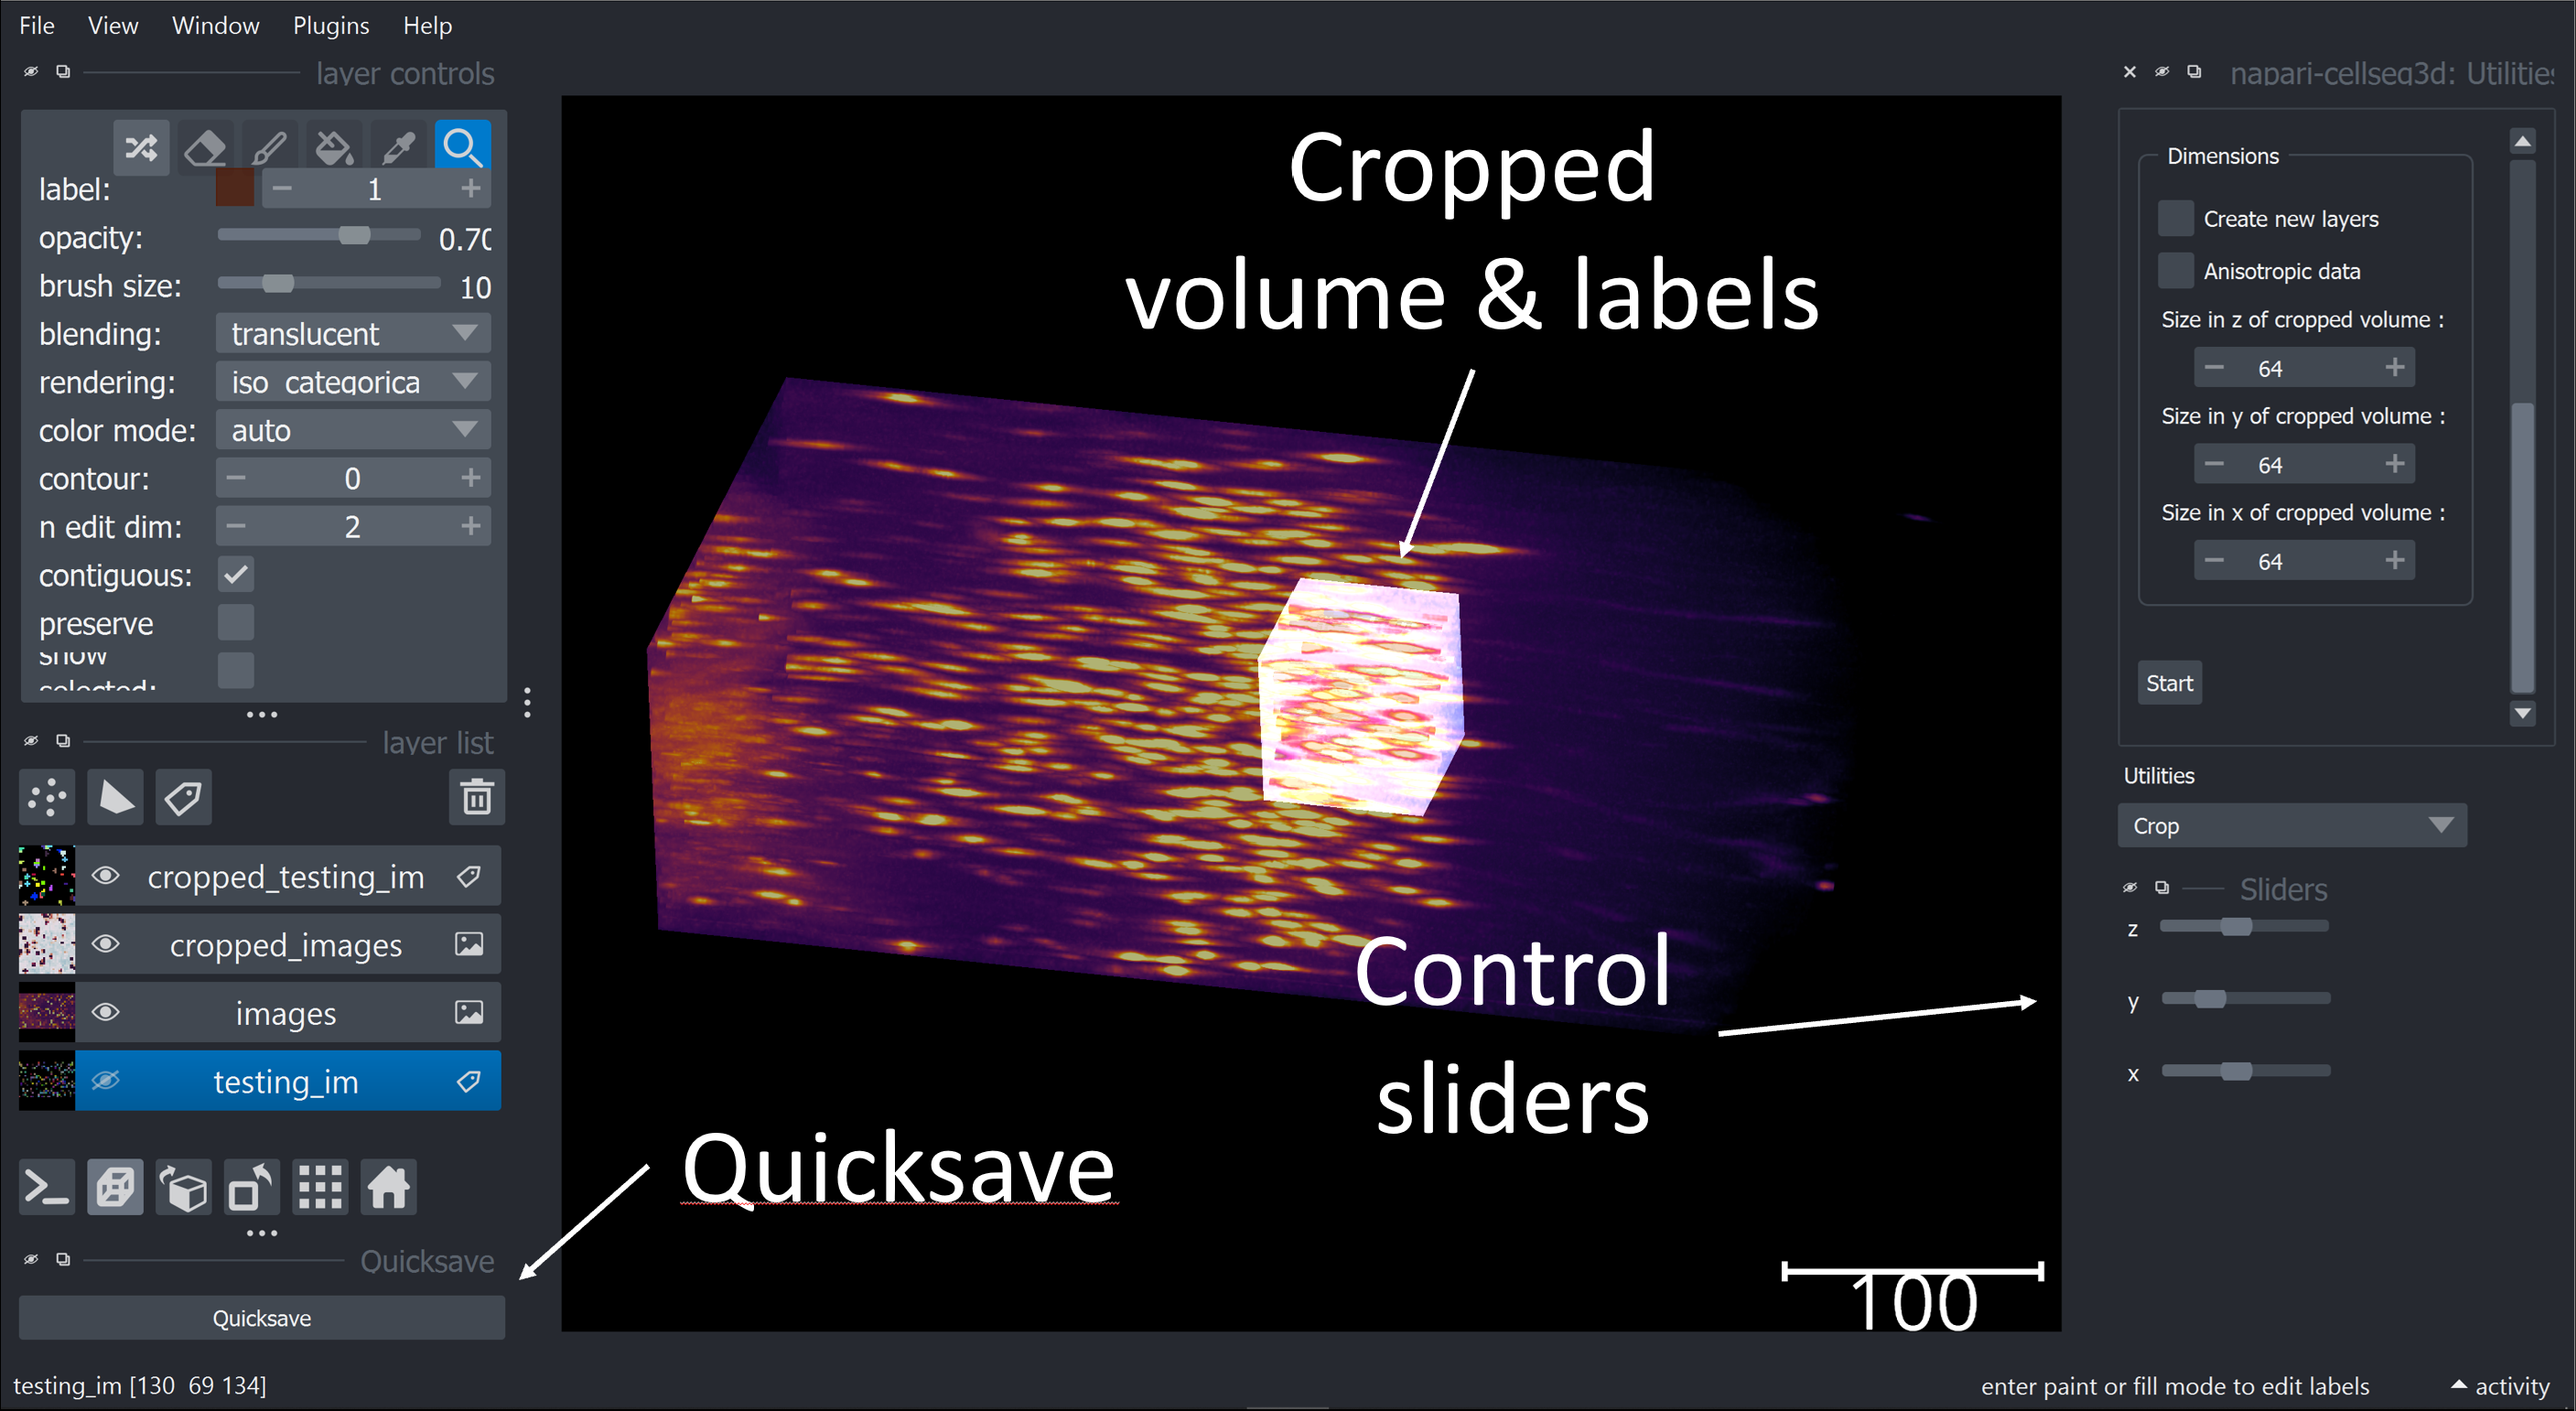 File View Window Plugins Help
layer controls
label: 1
opacity: 0.70
brush size: 10
blending: translucent
rendering: iso_categorica
color mode: auto
contour: 0
n edit dim: 2
contiguous:
preserve
show
selected:
layer list
cropped_testing_im
cropped_images
images
testing_im
Quicksave
Quicksave
testing_im [130 69 134]
Cropped
volume & labels
Control
sliders
Quicksave
100
napari-cellseg3d: Utilities
Dimensions
Create new layers
Anisotropic data
Size in z of cropped volume :
64
Size in y of cropped volume :
64
Size in x of cropped volume :
64
Start
Utilities
Crop
Sliders
z
y
x
enter paint or fill mode to edit labels
activity